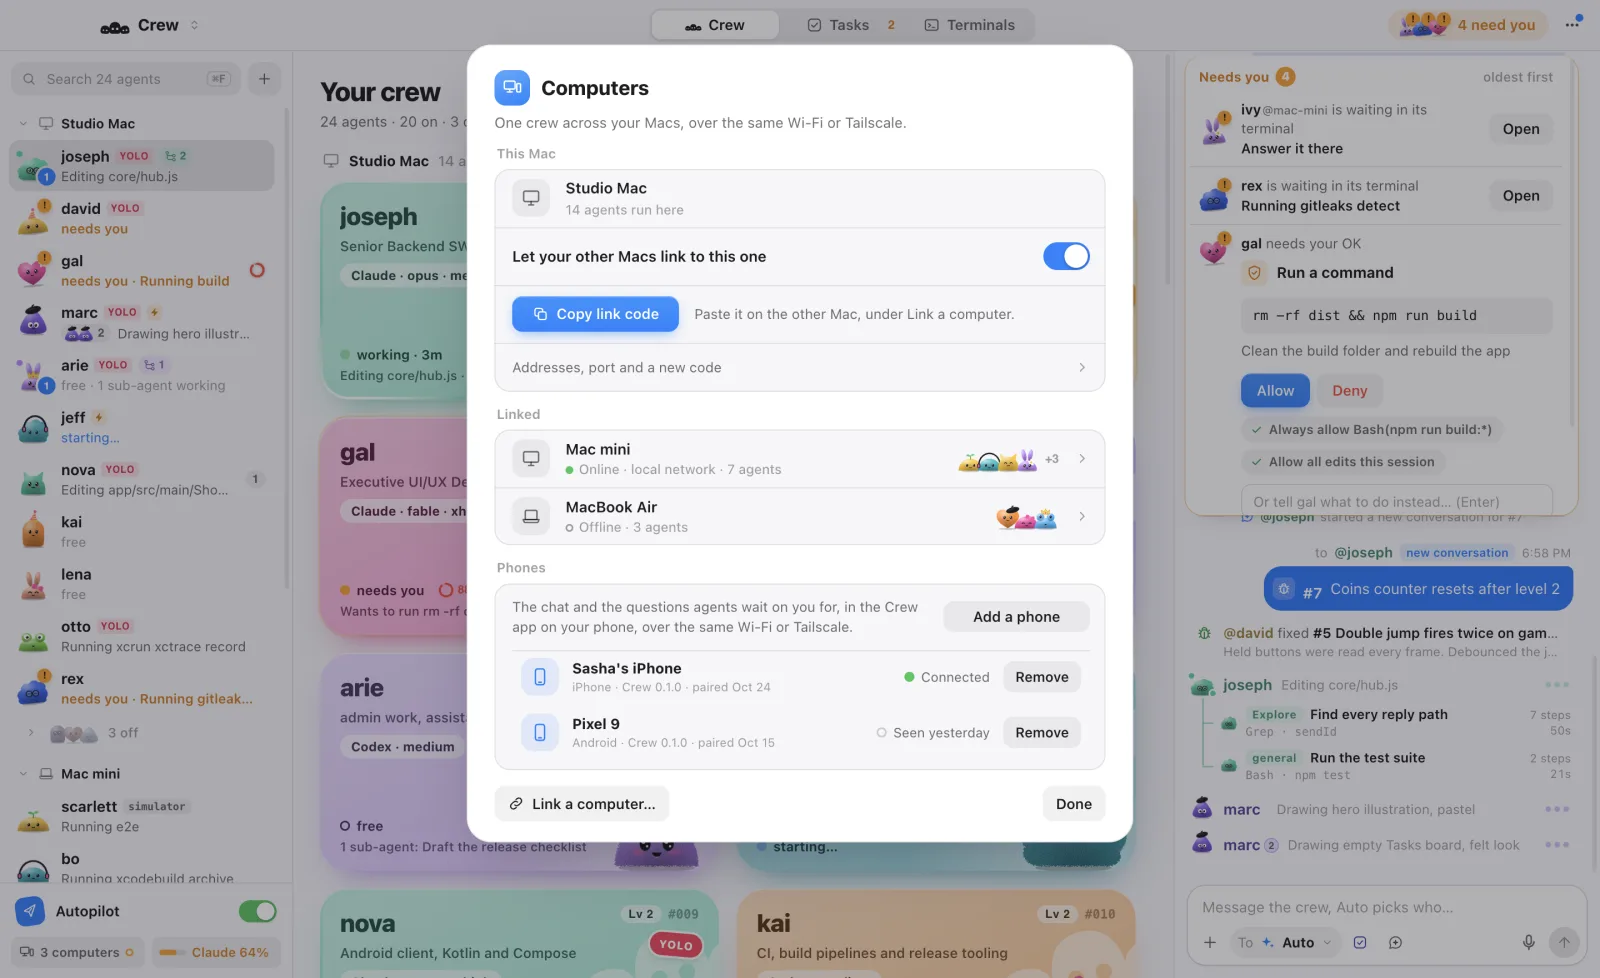 Crew
Crew
Tasks 2
Terminals
4 need you
Search 24 agents ⌘F
Studio Mac
joseph YOLO 2
1 Editing core/hub.js
david YOLO
needs you
gal
needs you · Running build
marc YOLO
2 Drawing hero illustr...
arie YOLO 1
1 free · 1 sub-agent working
jeff
starting...
nova YOLO
Editing app/src/main/Sho... 1
kai
free
lena
free
otto YOLO
Running xcrun xctrace record
rex
needs you · Running gitleak...
3 off
Mac mini
scarlett simulator
Running e2e
bo
Running xcodebuild archive
Autopilot
3 computers
Claude 64%
Your crew
24 agents · 20 on · 3
Studio Mac 14
joseph
Senior Backend SW
Claude · opus · me
working · 3m
Editing core/hub.js ·
gal
Executive UI/UX De
Claude · fable · xh
needs you
Wants to run rm -rf
arie
admin work, assist
Codex · medium
free
1 sub-agent: Draft the release checklist
starting...
nova
Lv 2 #009
Android client, Kotlin and Compose
YOLO
kai
Lv 2 #010
CI, build pipelines and release tooling
Computers
One crew across your Macs, over the same Wi-Fi or Tailscale.
This Mac
Studio Mac
14 agents run here
Let your other Macs link to this one
Copy link code
Paste it on the other Mac, under Link a computer.
Addresses, port and a new code
Linked
Mac mini
Online · local network · 7 agents
+3
MacBook Air
Offline · 3 agents
Phones
The chat and the questions agents wait on you for, in the Crew
app on your phone, over the same Wi-Fi or Tailscale.
Add a phone
Sasha's iPhone
iPhone · Crew 0.1.0 · paired Oct 24
Connected
Remove
Pixel 9
Android · Crew 0.1.0 · paired Oct 15
Seen yesterday
Remove
Link a computer...
Done
Needs you 4
oldest first
ivy@mac-mini is waiting in its
terminal
Answer it there
Open
rex is waiting in its terminal
Running gitleaks detect
Open
gal needs your OK
Run a command
rm -rf dist && npm run build
Clean the build folder and rebuild the app
Allow
Deny
Always allow Bash(npm run build:*)
Allow all edits this session
Or tell gal what to do instead... (Enter)
@joseph started a new conversation for #7
to @joseph new conversation 6:58 PM
#7 Coins counter resets after level 2
@david fixed #5 Double jump fires twice on gam...
Held buttons were read every frame. Debounced the j...
joseph Editing core/hub.js
Explore Find every reply path 7 steps
Grep · sendId 50s
general Run the test suite 2 steps
Bash · npm test 21s
marc Drawing hero illustration, pastel
marc 2 Drawing empty Tasks board, felt look
Message the crew, Auto picks who...
To Auto